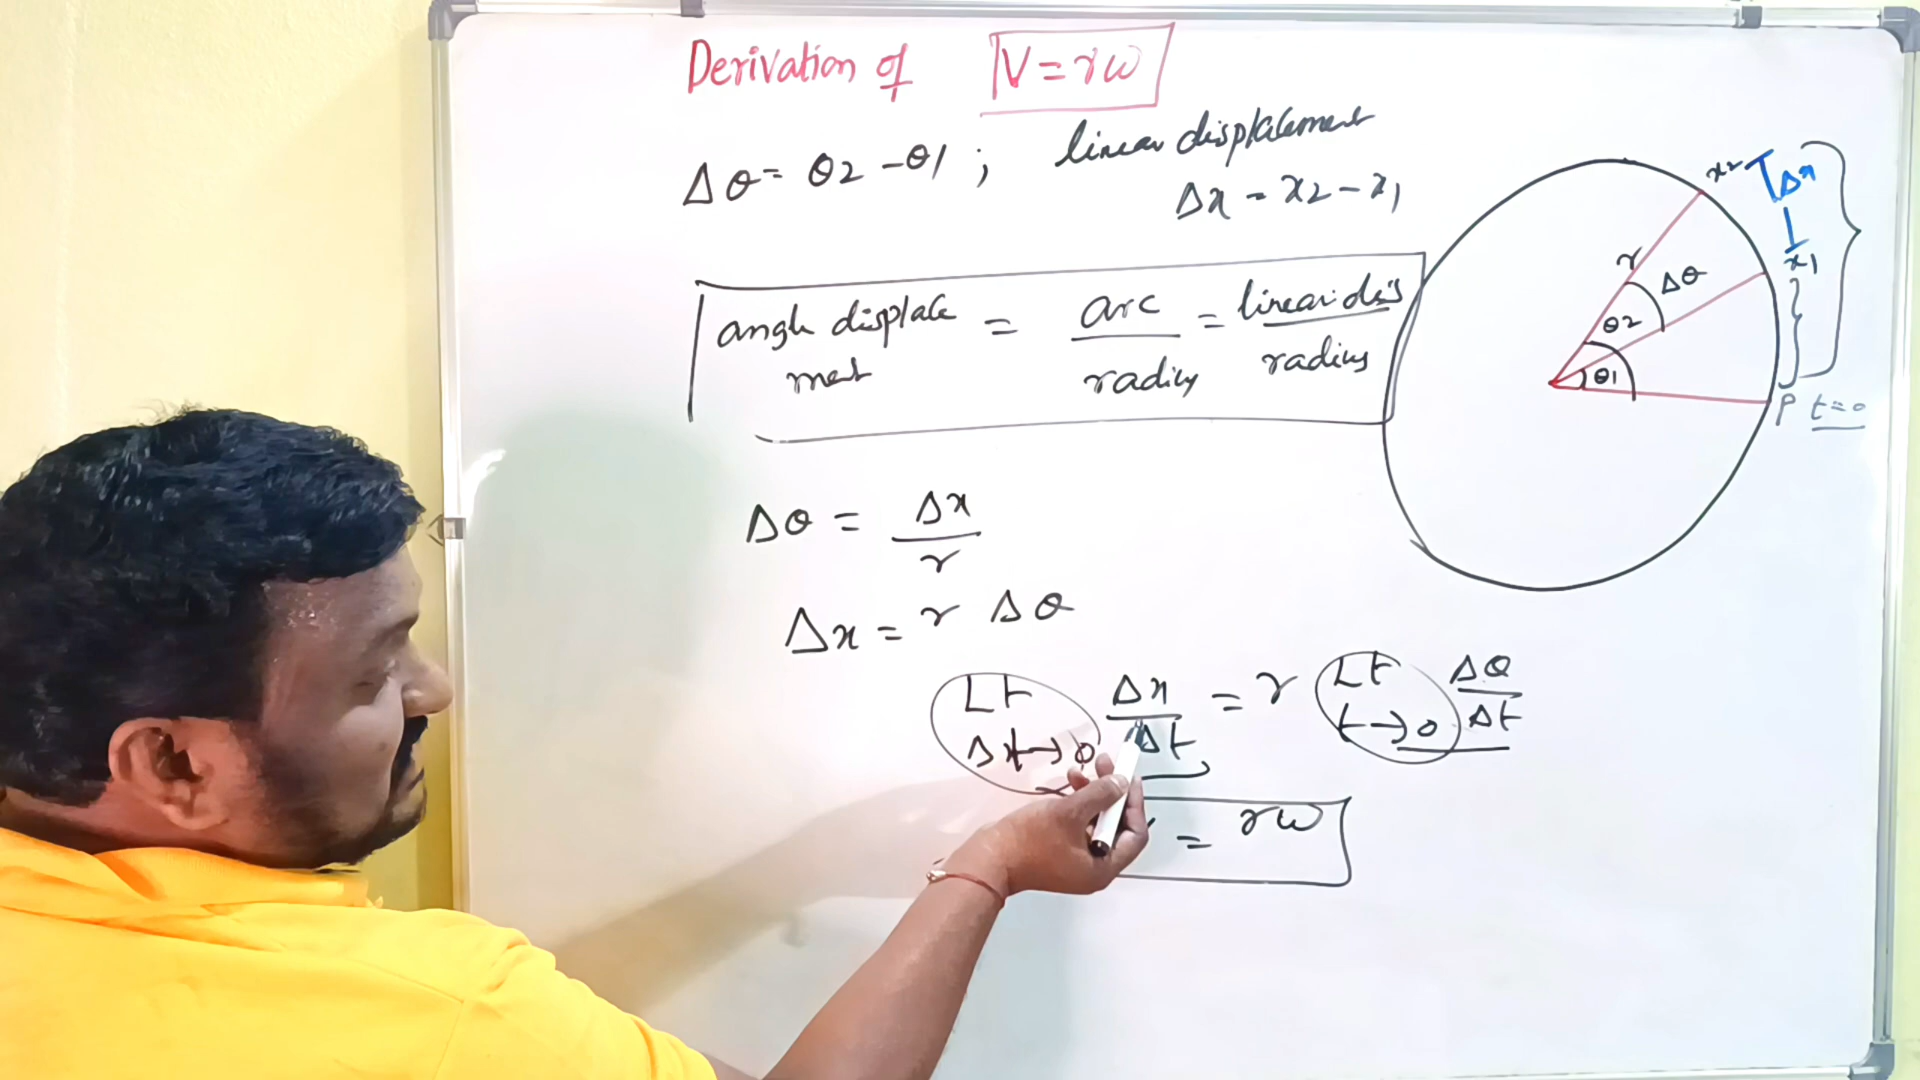 Derivation of V = rω
Δθ = θ2 - θ1 ; linear displacement
Δx = x2 - x1
angle displace ment = arc / radius = linear dis / radius
Δθ = Δx / r
Δx = r Δθ
Lt Δt→0 Δx / Δt = r Lt t→0 Δθ / Δt
= rω
x2
Δx
x1
r
Δθ
θ2
θ1
P t=0